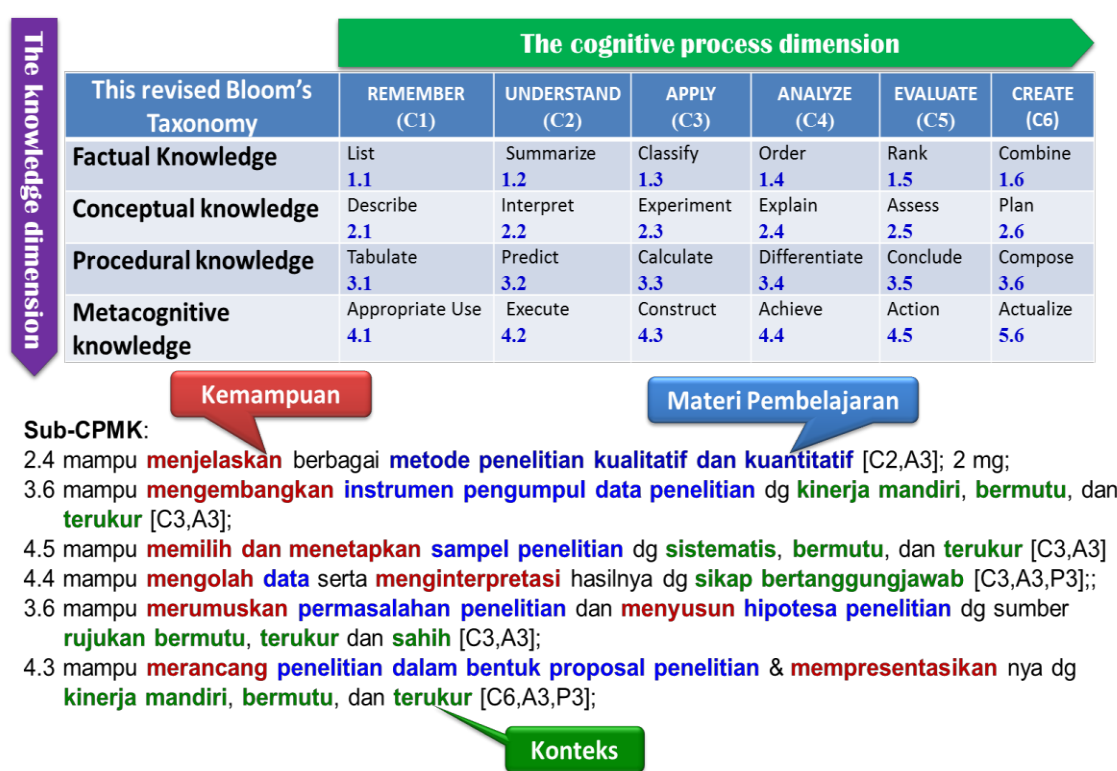 The knowledge dimension
The cognitive process dimension
This revised Bloom's Taxonomy REMEMBER (C1) UNDERSTAND (C2) APPLY (C3) ANALYZE (C4) EVALUATE (C5) CREATE (C6)
Factual Knowledge List Summarize Classify Order Rank Combine
1.1 1.2 1.3 1.4 1.5 1.6
Conceptual knowledge Describe Interpret Experiment Explain Assess Plan
2.1 2.2 2.3 2.4 2.5 2.6
Procedural knowledge Tabulate Predict Calculate Differentiate Conclude Compose
3.1 3.2 3.3 3.4 3.5 3.6
Metacognitive knowledge Appropriate Use Execute Construct Achieve Action Actualize
4.1 4.2 4.3 4.4 4.5 5.6
Kemampuan
Materi Pembelajaran
Sub-CPMK:
2.4 mampu menjelaskan berbagai metode penelitian kualitatif dan kuantitatif [C2,A3]; 2 mg;
3.6 mampu mengembangkan instrumen pengumpul data penelitian dg kinerja mandiri, bermutu, dan
terukur [C3,A3];
4.5 mampu memilih dan menetapkan sampel penelitian dg sistematis, bermutu, dan terukur [C3,A3]
4.4 mampu mengolah data serta menginterpretasi hasilnya dg sikap bertanggungjawab [C3,A3,P3];;
3.6 mampu merumuskan permasalahan penelitian dan menyusun hipotesa penelitian dg sumber
rujukan bermutu, terukur dan sahih [C3,A3];
4.3 mampu merancang penelitian dalam bentuk proposal penelitian & mempresentasikan nya dg
kinerja mandiri, bermutu, dan terukur [C6,A3,P3];
Konteks